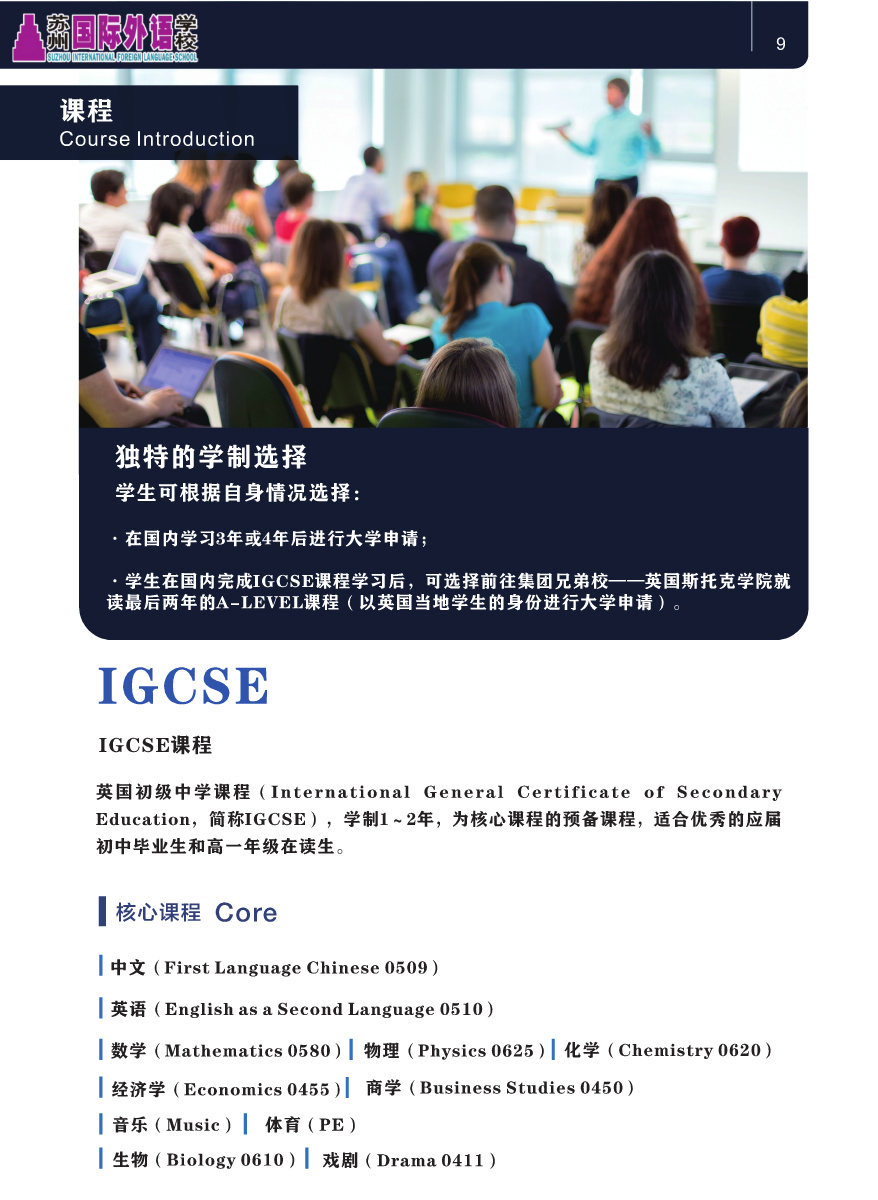 苏州国际外语学校
SUZHOU INTERNATIONAL FOREIGN LANGUAGE SCHOOL
9
课程
Course Introduction
独特的学制选择
学生可根据自身情况选择：
·在国内学习3年或4年后进行大学申请；
·学生在国内完成IGCSE课程学习后，可选择前往集团兄弟校——英国斯托克学院就
读最后两年的A-LEVEL课程（以英国当地学生的身份进行大学申请）。
IGCSE
IGCSE课程
英国初级中学课程（International General Certificate of Secondary
Education，简称IGCSE），学制1~2年，为核心课程的预备课程，适合优秀的应届
初中毕业生和高一年级在读生。
核心课程 Core
中文（First Language Chinese 0509）
英语（English as a Second Language 0510）
数学（Mathematics 0580） 物理（Physics 0625） 化学（Chemistry 0620）
经济学（Economics 0455） 商学（Business Studies 0450）
音乐（Music） 体育（PE）
生物（Biology 0610） 戏剧（Drama 0411）